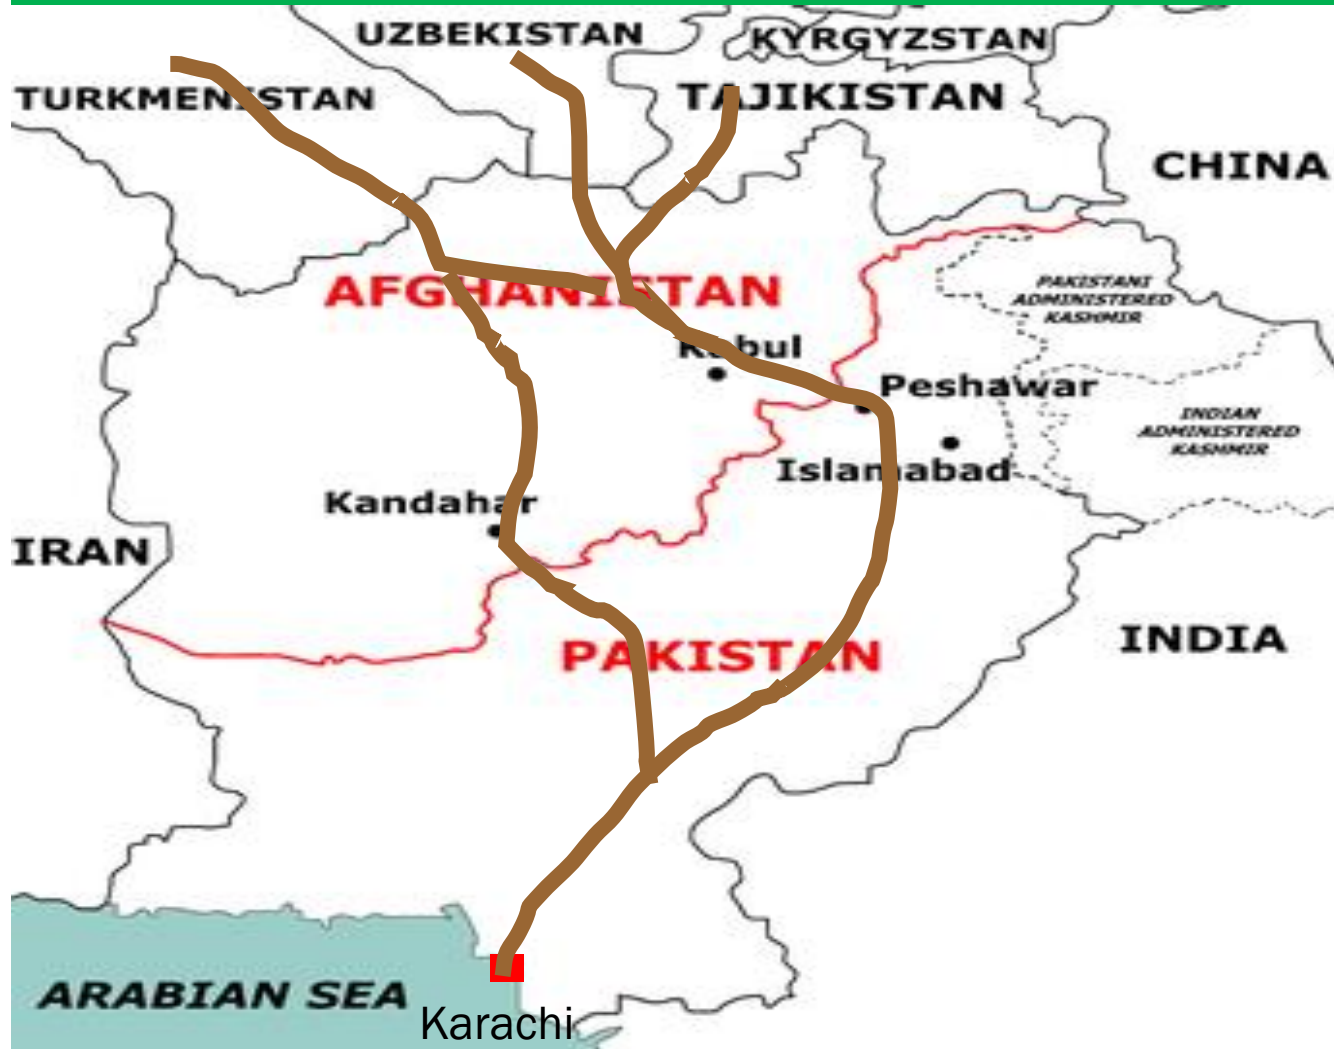 UZBEKISTAN
KYRGYZSTAN
TURKMENISTAN
TAJIKISTAN
CHINA
AFGHANISTAN
PAKISTANI
ADMINISTERED
KASHMIR
Kabul
Peshawar
INDIAN
ADMINISTERED
KASHMIR
Islamabad
Kandahar
IRAN
INDIA
PAKISTAN
ARABIAN SEA
Karachi